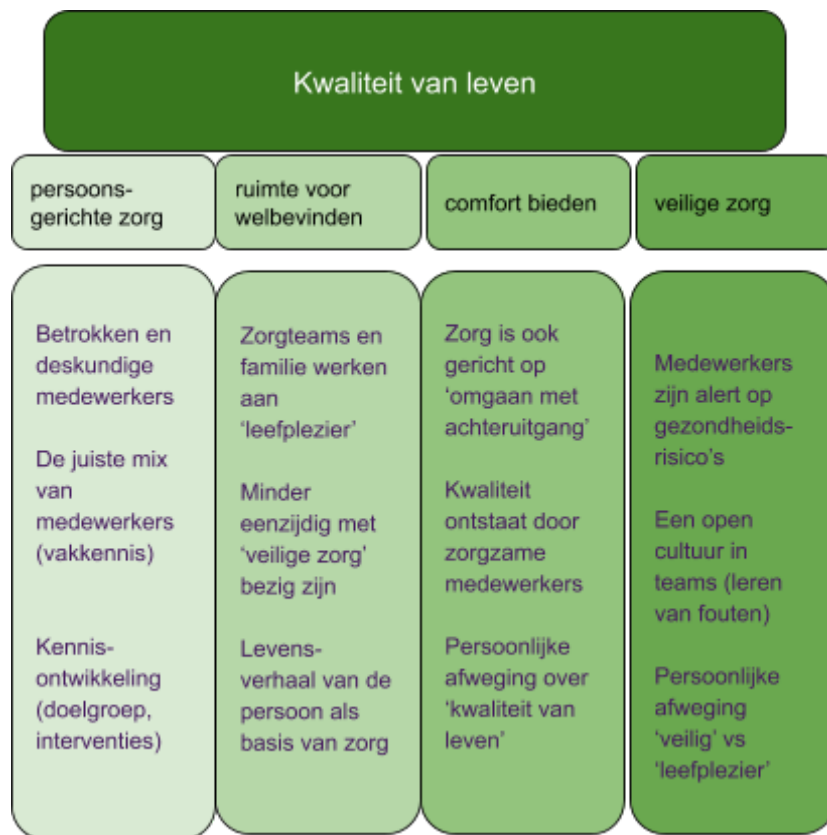 Kwaliteit van leven
persoons-
gerichte zorg
ruimte voor
welbevinden
comfort bieden
veilige zorg
Betrokken en
deskundige
medewerkers
De juiste mix
van
medewerkers
(vakkennis)
Kennis-
ontwikkeling
(doelgroep,
interventies)
Zorgteams en
familie werken
aan
‘leefplezier’
Minder
eenzijdig met
‘veilige zorg’
bezig zijn
Levens-
verhaal van de
persoon als
basis van zorg
Zorg is ook
gericht op
‘omgaan met
achteruitgang’
Kwaliteit
ontstaat door
zorgzame
medewerkers
Persoonlijke
afweging over
‘kwaliteit van
leven’
Medewerkers
zijn alert op
gezondheids-
risico’s
Een open
cultuur in
teams (leren
van fouten)
Persoonlijke
afweging
‘veilig’ vs
‘leefplezier’